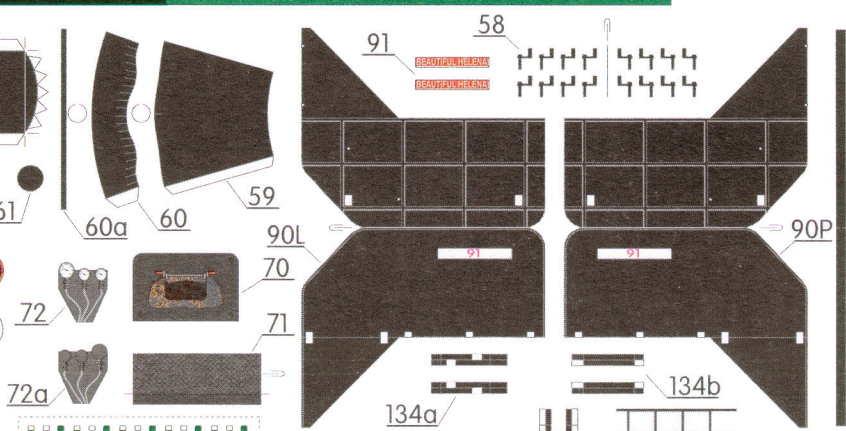 58
91
BEAUTIFUL HELENA
BEAUTIFUL HELENA
61
60a
60
59
90L
90P
70
91
91
72
71
72a
134a
134b